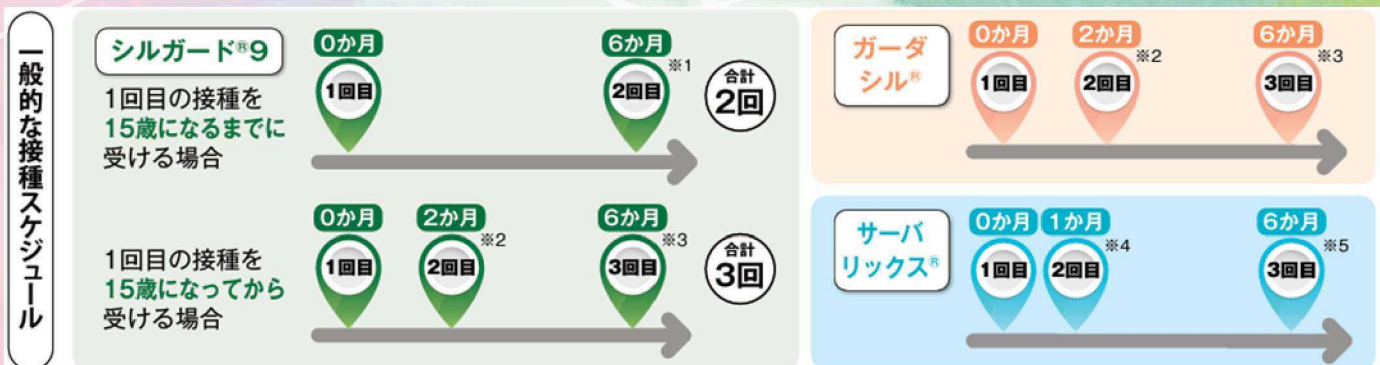 一般的な接種スケジュール
シルガード®9
1回目の接種を
15歳になるまでに
受ける場合
0か月
1回目
6か月
※1
2回目
合計
2回
1回目の接種を
15歳になってから
受ける場合
0か月
1回目
2か月
※2
2回目
6か月
※3
3回目
合計
3回
ガーダ
シル®
0か月
1回目
2か月
※2
2回目
6か月
※3
3回目
サーバ
リックス®
0か月
1回目
1か月
※4
2回目
6か月
※5
3回目